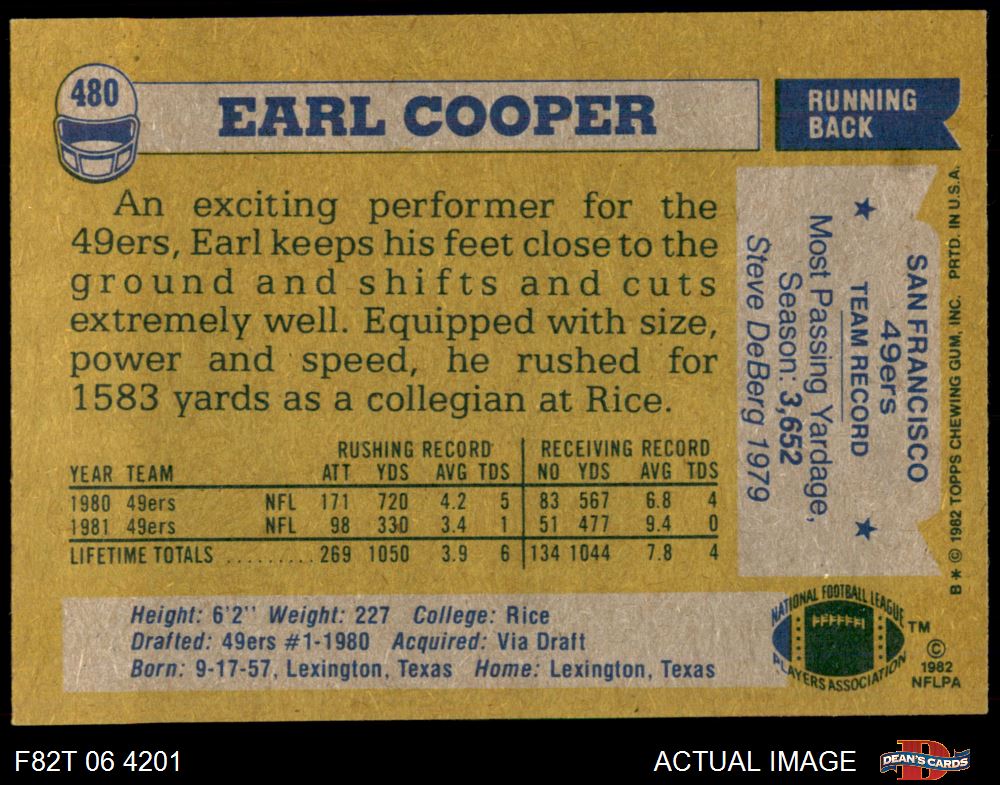 480
EARL COOPER
RUNNING
BACK
An exciting performer for the
49ers, Earl keeps his feet close to the
ground and shifts and cuts
extremely well. Equipped with size,
power and speed, he rushed for
1583 yards as a collegian at Rice.
RUSHING RECORD RECEIVING RECORD
YEAR TEAM ATT YDS AVG TDS NO YDS AVG TDS
1980 49ers NFL 171 720 4.2 5 83 567 6.8 4
1981 49ers NFL 98 330 3.4 1 51 477 9.4 0
LIFETIME TOTALS ......... 269 1050 3.9 6 134 1044 7.8 4
Height: 6'2" Weight: 227 College: Rice
Drafted: 49ers #1-1980 Acquired: Via Draft
Born: 9-17-57, Lexington, Texas Home: Lexington, Texas
SAN FRANCISCO
49ers
★ TEAM RECORD ★
Most Passing Yardage,
Season: 3,652
Steve DeBerg 1979
B* © 1982 TOPPS CHEWING GUM, INC. PRTD. IN U.S.A.
NATIONAL FOOTBALL LEAGUE
PLAYERS ASSOCIATION
TM
©
1982
NFLPA
F82T 06 4201
ACTUAL IMAGE
D
DEAN'S CARDS